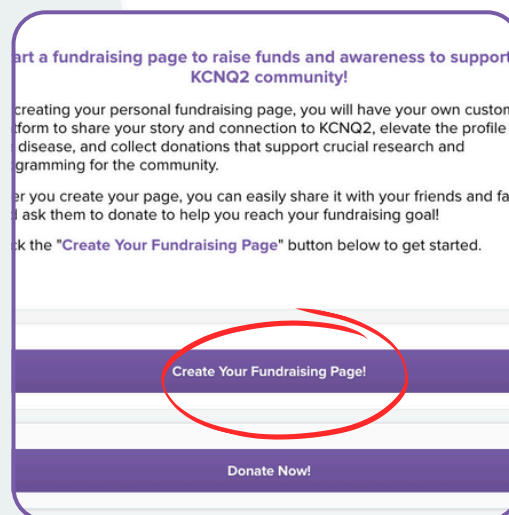 art a fundraising page to raise funds and awareness to support
KCNQ2 community!
creating your personal fundraising page, you will have your own custom
tform to share your story and connection to KCNQ2, elevate the profile
disease, and collect donations that support crucial research and
gramming for the community.
er you create your page, you can easily share it with your friends and fa
ask them to donate to help you reach your fundraising goal!
ck the "Create Your Fundraising Page" button below to get started.
Create Your Fundraising Page!
Donate Now!